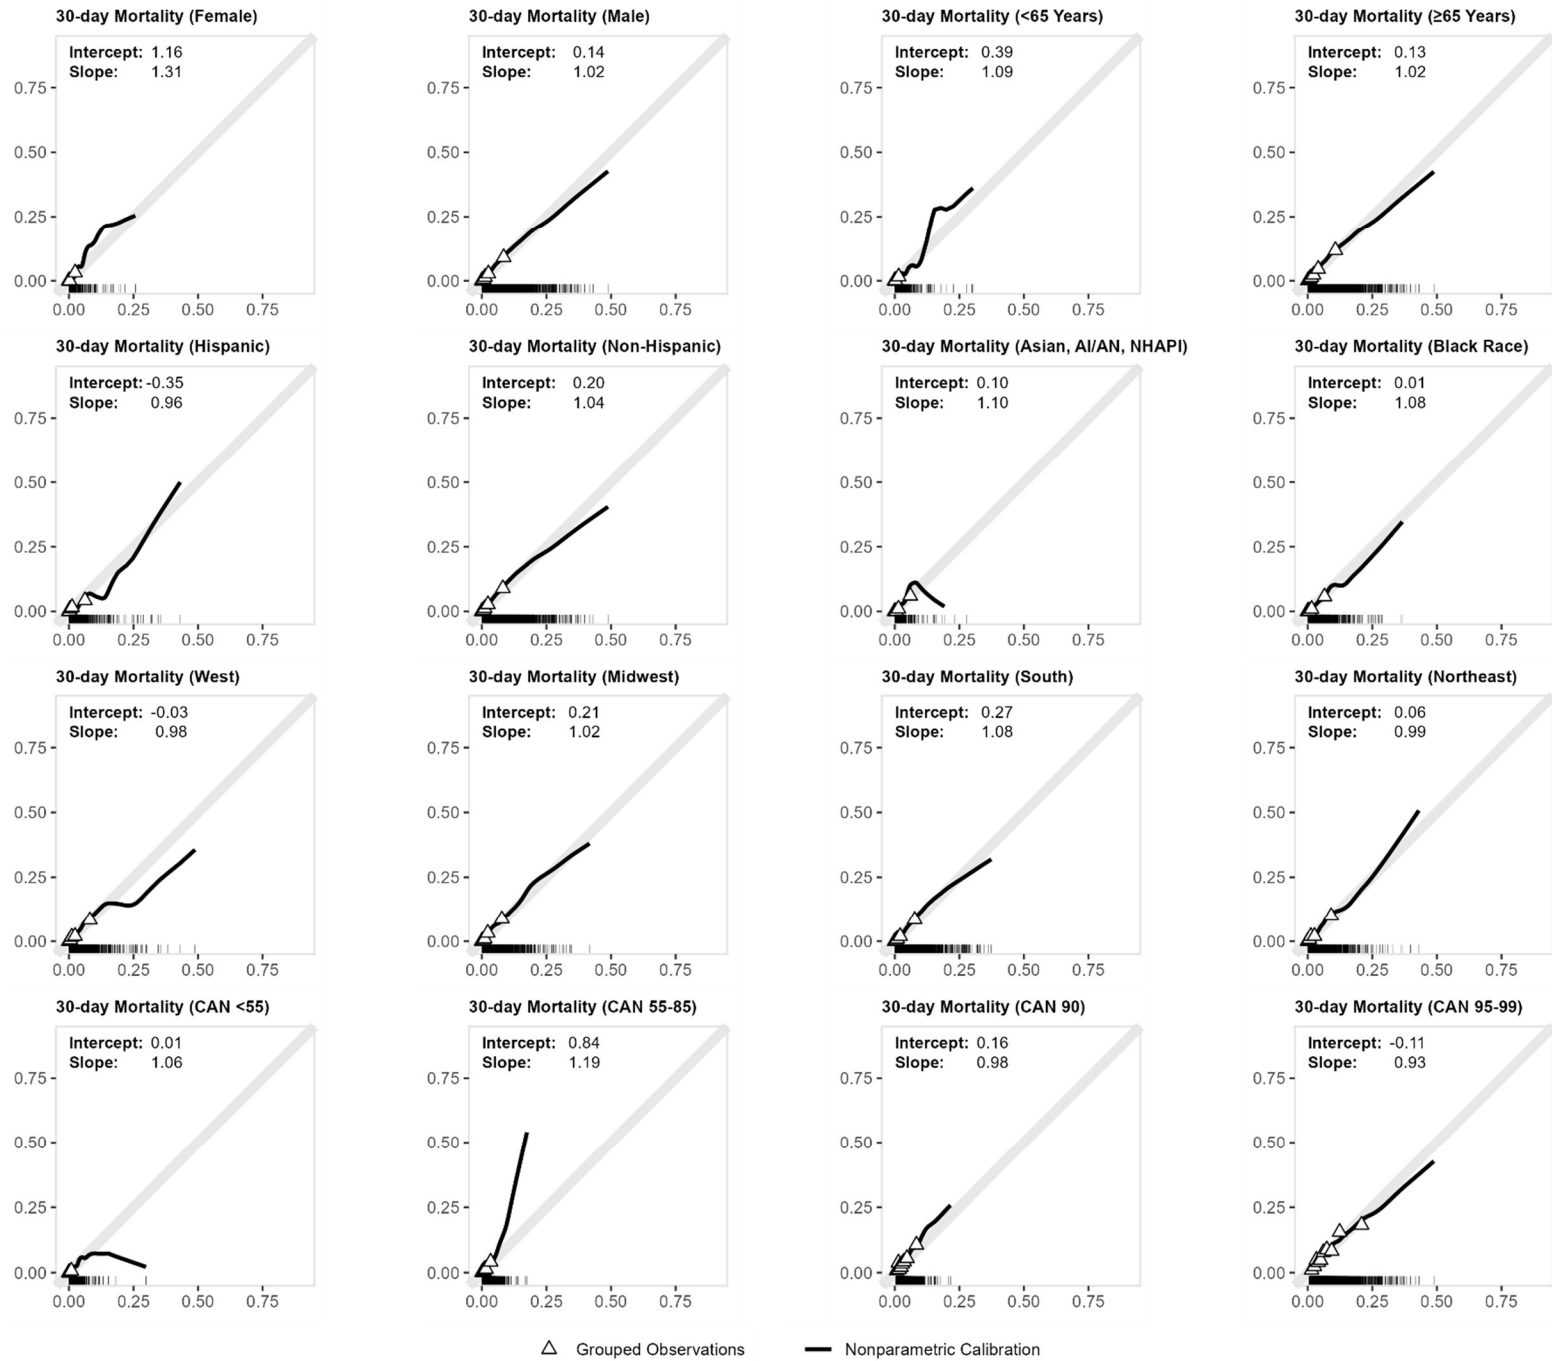 30-day Mortality (Female) 30-day Mortality (Male) 30-day Mortality (<65 Years) 30-day Mortality (≥65 Years)
Intercept: 1.16 Intercept: 0.14 Intercept: 0.39 Intercept: 0.13
Slope: 1.31 Slope: 1.02 Slope: 1.09 Slope: 1.02
0.75 0.75 0.75 0.75
0.50 0.50 0.50 0.50
0.25 0.25 0.25 0.25
0.00 0.00 0.00 0.00
0.00 0.25 0.50 0.75 0.00 0.25 0.50 0.75 0.00 0.25 0.50 0.75 0.00 0.25 0.50 0.75
30-day Mortality (Hispanic) 30-day Mortality (Non-Hispanic) 30-day Mortality (Asian, AI/AN, NHAPI) 30-day Mortality (Black Race)
Intercept: -0.35 Intercept: 0.20 Intercept: 0.10 Intercept: 0.01
Slope: 0.96 Slope: 1.04 Slope: 1.10 Slope: 1.08
0.75 0.75 0.75 0.75
0.50 0.50 0.50 0.50
0.25 0.25 0.25 0.25
0.00 0.00 0.00 0.00
0.00 0.25 0.50 0.75 0.00 0.25 0.50 0.75 0.00 0.25 0.50 0.75 0.00 0.25 0.50 0.75
30-day Mortality (West) 30-day Mortality (Midwest) 30-day Mortality (South) 30-day Mortality (Northeast)
Intercept: -0.03 Intercept: 0.21 Intercept: 0.27 Intercept: 0.06
Slope: 0.98 Slope: 1.02 Slope: 1.08 Slope: 0.99
0.75 0.75 0.75 0.75
0.50 0.50 0.50 0.50
0.25 0.25 0.25 0.25
0.00 0.00 0.00 0.00
0.00 0.25 0.50 0.75 0.00 0.25 0.50 0.75 0.00 0.25 0.50 0.75 0.00 0.25 0.50 0.75
30-day Mortality (CAN <55) 30-day Mortality (CAN 55-85) 30-day Mortality (CAN 90) 30-day Mortality (CAN 95-99)
Intercept: 0.01 Intercept: 0.84 Intercept: 0.16 Intercept: -0.11
Slope: 1.06 Slope: 1.19 Slope: 0.98 Slope: 0.93
0.75 0.75 0.75 0.75
0.50 0.50 0.50 0.50
0.25 0.25 0.25 0.25
0.00 0.00 0.00 0.00
0.00 0.25 0.50 0.75 0.00 0.25 0.50 0.75 0.00 0.25 0.50 0.75 0.00 0.25 0.50 0.75
Grouped Observations Nonparametric Calibration